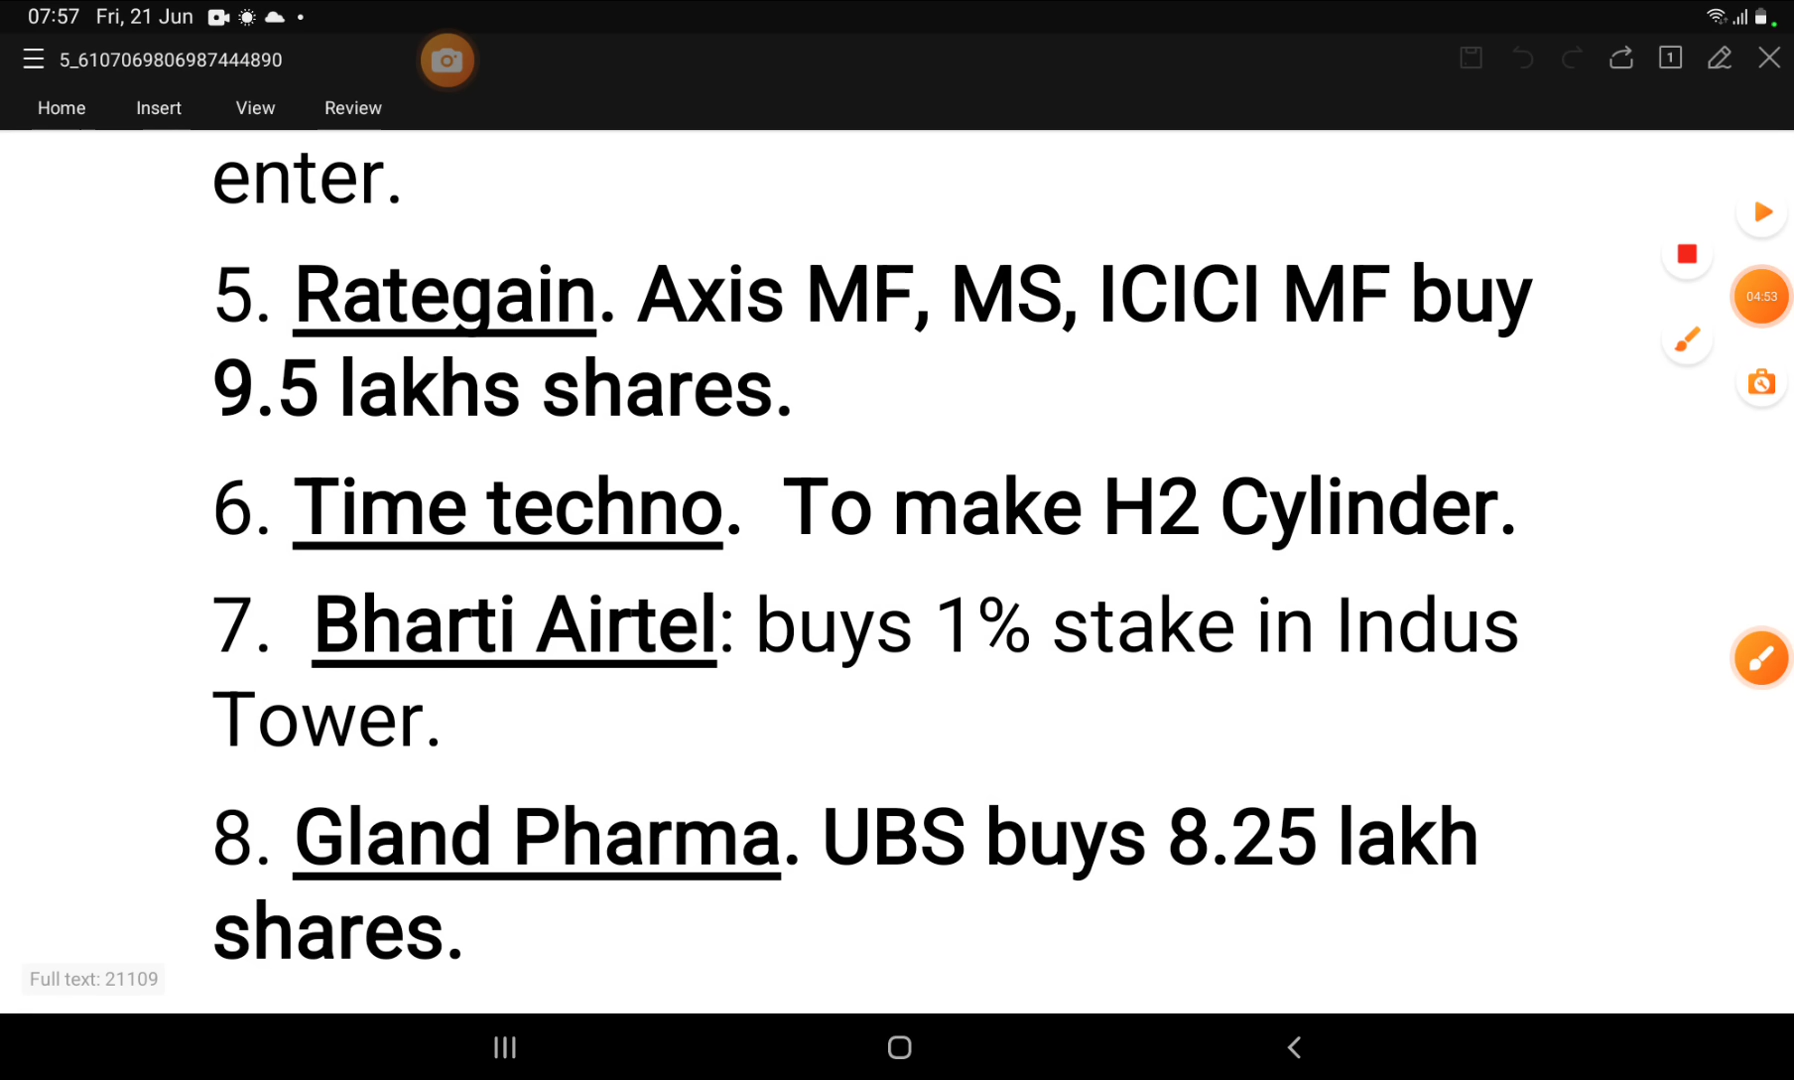 07:57 Fri, 21 Jun
5_6107069806987444890
1
Home Insert View Review
enter.
5. Rategain. Axis MF, MS, ICICI MF buy
9.5 lakhs shares.
04:53
6. Time techno. To make H2 Cylinder.
7. Bharti Airtel: buys 1% stake in Indus
Tower.
8. Gland Pharma. UBS buys 8.25 lakh
shares.
Full text: 21109